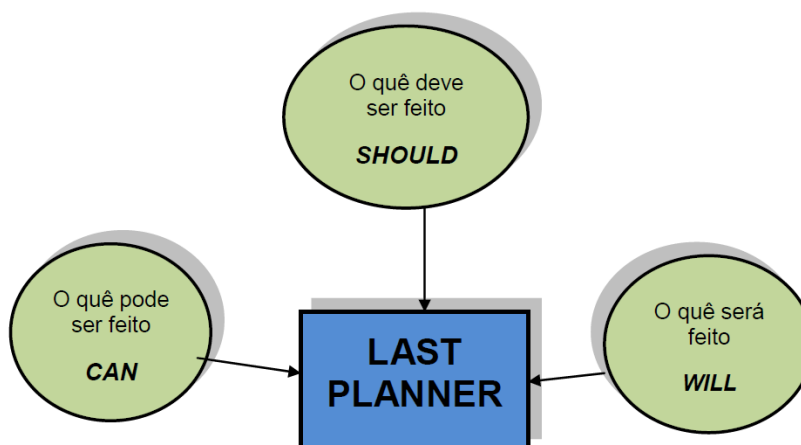 O quê deve
ser feito
SHOULD
O quê pode
ser feito
CAN
LAST
PLANNER
O quê será
feito
WILL